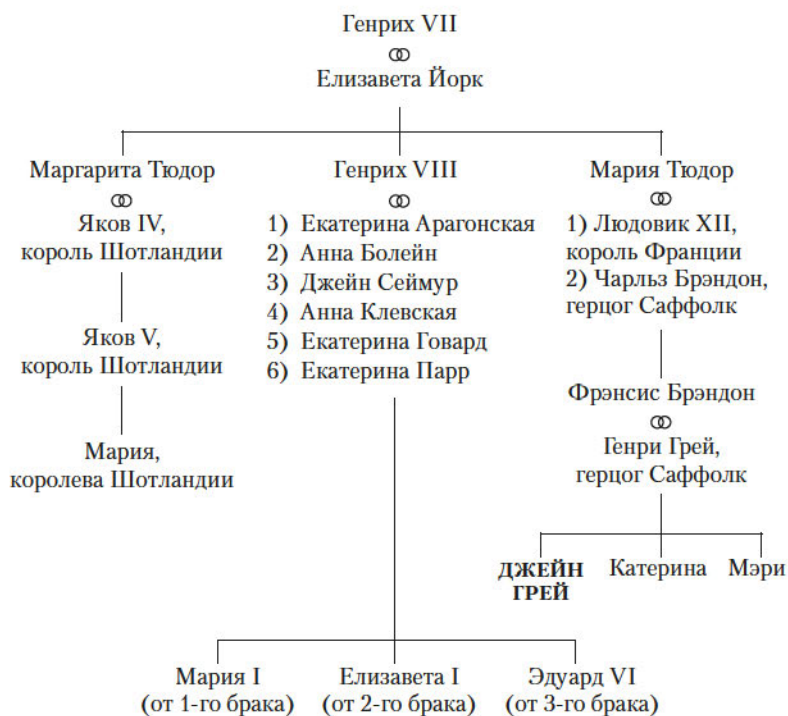 Генрих VII
Елизавета Йорк
Маргарита Тюдор
Яков IV,
король Шотландии
Яков V,
король Шотландии
Мария,
королева Шотландии
Генрих VIII
1) Екатерина Арагонская
2) Анна Болейн
3) Джейн Сеймур
4) Анна Клевская
5) Екатерина Говард
6) Екатерина Парр
Мария Тюдор
1) Людовик XII,
король Франции
2) Чарльз Брэндон,
герцог Саффолк
Фрэнсис Брэндон
Генри Грей,
герцог Саффолк
ДЖЕЙН
ГРЕЙ
Катерина
Мэри
Мария I
(от 1-го брака)
Елизавета I
(от 2-го брака)
Эдуард VI
(от 3-го брака)